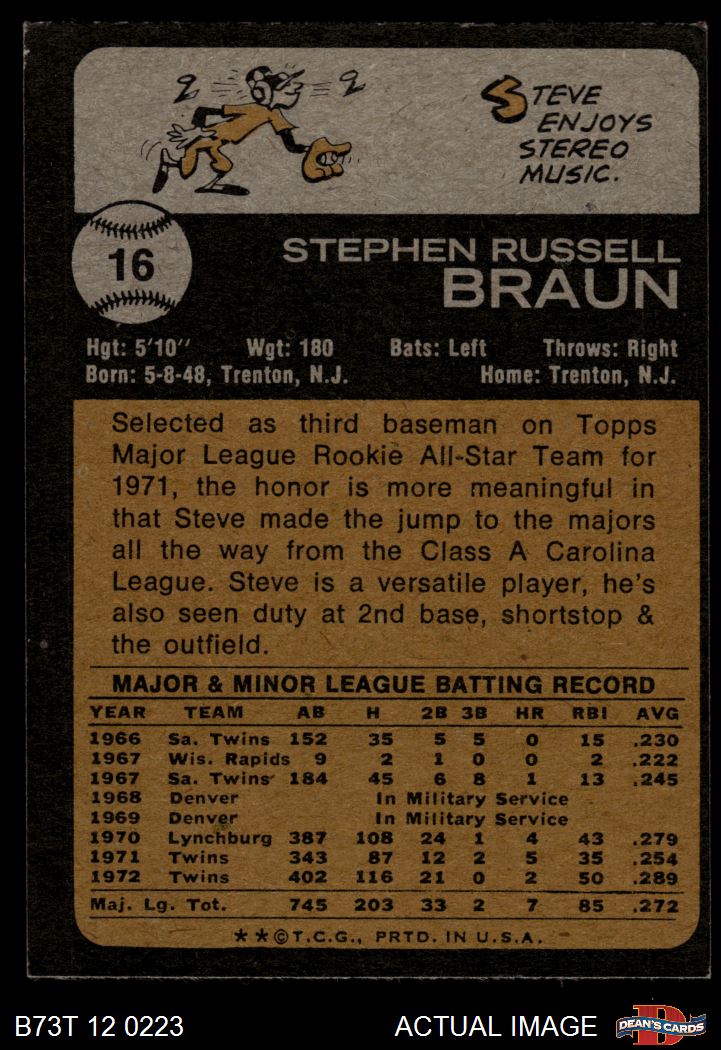 STEVE
ENJOYS
STEREO
MUSIC.
16
STEPHEN RUSSELL
BRAUN
Hgt: 5'10" Wgt: 180 Bats: Left Throws: Right
Born: 5-8-48, Trenton, N.J. Home: Trenton, N.J.
Selected as third baseman on Topps
Major League Rookie All-Star Team for
1971, the honor is more meaningful in
that Steve made the jump to the majors
all the way from the Class A Carolina
League. Steve is a versatile player, he's
also seen duty at 2nd base, shortstop &
the outfield.
MAJOR & MINOR LEAGUE BATTING RECORD
YEAR TEAM AB H 2B 3B HR RBI AVG
1966 Sa. Twins 152 35 5 5 0 15 .230
1967 Wis. Rapids 9 2 1 0 0 2 .222
1967 Sa. Twins 184 45 6 8 1 13 .245
1968 Denver In Military Service
1969 Denver In Military Service
1970 Lynchburg 387 108 24 1 4 43 .279
1971 Twins 343 87 12 2 5 35 .254
1972 Twins 402 116 21 0 2 50 .289
Maj. Lg. Tot. 745 203 33 2 7 85 .272
**©T.C.G., PRTD. IN U.S.A.
B73T 12 0223 ACTUAL IMAGE
D
DEAN'S CARDS